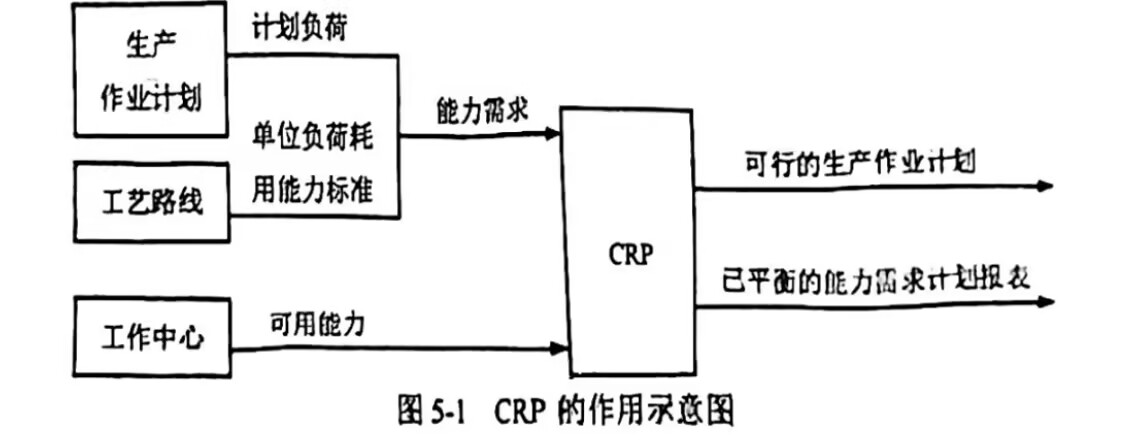 生产
作业计划
计划负荷
单位负荷耗
用能力标准
工艺路线
能力需求
工作中心
可用能力
CRP
可行的生产作业计划
已平衡的能力需求计划报表
图 5-1 CRP 的作用示意图